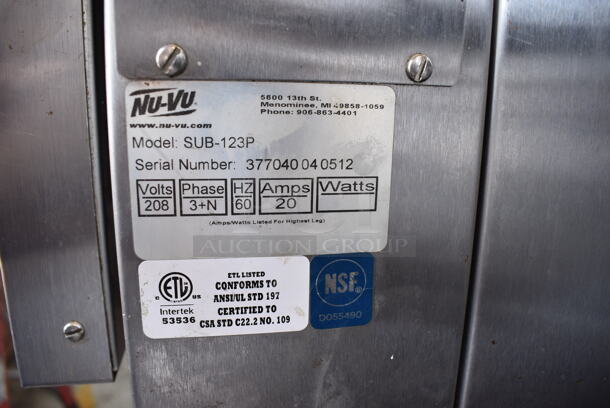 NU-VU
www.nu-vu.com
5600 13th St.
Menominee, MI 49858-1059
Phone: 906-863-4401
Model: SUB-123P
Serial Number: 377040 04 0512
Volts Phase HZ Amps Watts
208 3+N 60 20
(Amps/Watts Listed For Highest Leg)
AUCTION GROUP
ETL LISTED
CONFORMS TO
ANSI/UL STD 197
CERTIFIED TO
CSA STD C22.2 NO. 109
C ETL US
Intertek
53536
NSF
D055490